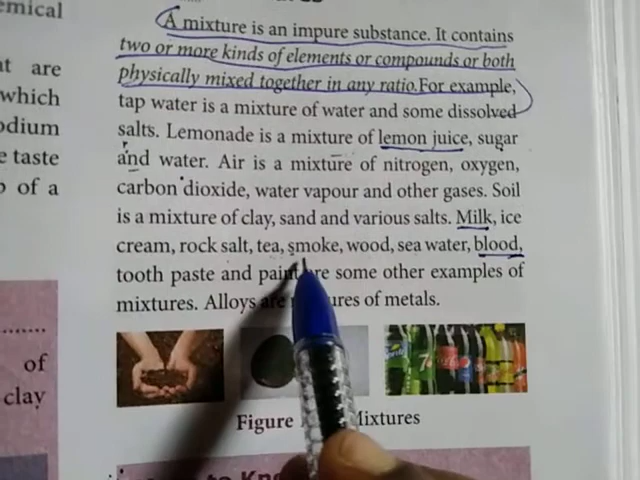 emical
A mixture is an impure substance. It contains
two or more kinds of elements or compounds or both
at are
physically mixed together in any ratio.For example,
which
tap water is a mixture of water and some dissolved
odium
salts. Lemonade is a mixture of lemon juice, sugar
e taste
and water. Air is a mixture of nitrogen, oxygen,
o of a
carbon dioxide, water vapour and other gases. Soil
is a mixture of clay, sand and various salts. Milk, ice
cream, rock salt, tea, smoke, wood, sea water, blood,
tooth paste and paint are some other examples of
mixtures. Alloys are mixtures of metals.
of
clay
Figure Mixtures
to Kno